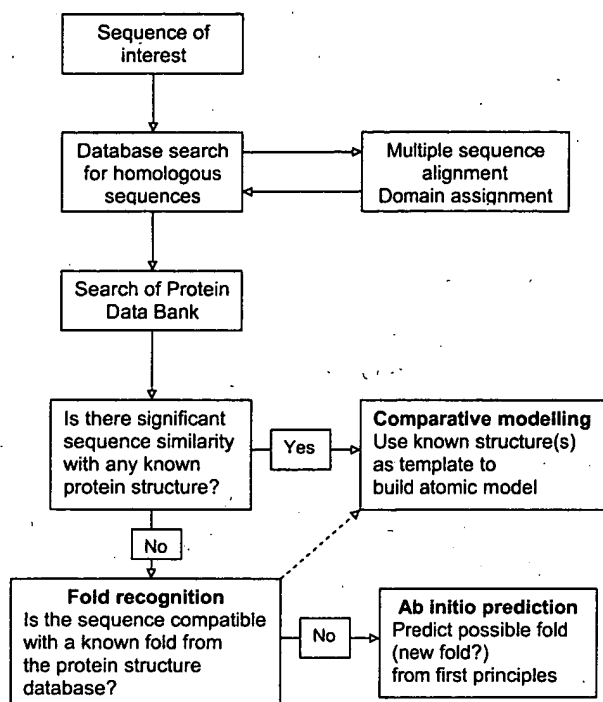 Sequence of
interest
Database search
for homologous
sequences
Multiple sequence
alignment
Domain assignment
Search of Protein
Data Bank
Is there significant
sequence similarity
with any known
protein structure?
Yes
Comparative modelling
Use known structure(s)
as template to
build atomic model
No
Fold recognition
Is the sequence compatible
with a known fold from
the protein structure
database?
No
Ab initio prediction
Predict possible fold
(new fold?)
from first principles